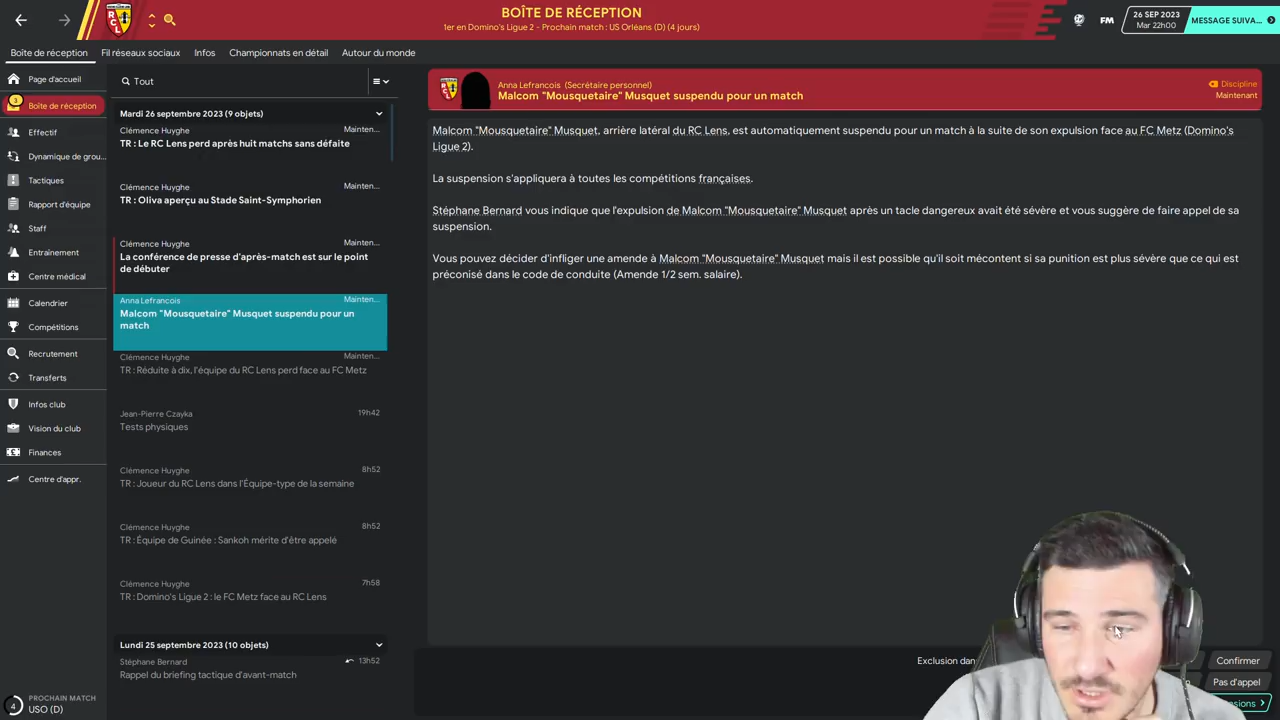 BOÎTE DE RÉCEPTION
1er en Domino's Ligue 2 - Prochain match : US Orléans (D) (4 jours)
FM
26 SEP 2023
Mar 22h00
MESSAGE SUIVA...
Boîte de réception
Fil réseaux sociaux
Infos
Championnats en détail
Autour du monde
Page d'accueil
3
Boîte de réception
Effectif
Dynamique de grou...
Tactiques
Rapport d'équipe
Staff
Entrainement
Centre médical
Calendrier
Compétitions
Recrutement
Transferts
Infos club
Vision du club
Finances
Centre d'appr.
4
PROCHAIN MATCH
USO (D)
Tout
Mardi 26 septembre 2023 (9 objets)
Clémence Huyghe Mainten...
TR : Le RC Lens perd après huit matchs sans défaite
Clémence Huyghe Mainten...
TR : Oliva aperçu au Stade Saint-Symphorien
Clémence Huyghe Mainten...
La conférence de presse d'après-match est sur le point
de débuter
Anna Lefrancois Mainten...
Malcom "Mousquetaire" Musquet suspendu pour un
match
Clémence Huyghe Mainten...
TR : Réduite à dix, l'équipe du RC Lens perd face au FC Metz
Jean-Pierre Czayka 19h42
Tests physiques
Clémence Huyghe 8h52
TR : Joueur du RC Lens dans l'Équipe-type de la semaine
Clémence Huyghe 8h52
TR : Équipe de Guinée : Sankoh mérite d'être appelé
Clémence Huyghe 7h58
TR : Domino's Ligue 2 : le FC Metz face au RC Lens
Lundi 25 septembre 2023 (10 objets)
Stéphane Bernard 13h52
Rappel du briefing tactique d'avant-match
Anna Lefrancois (Secrétaire personnel)
Malcom "Mousquetaire" Musquet suspendu pour un match
Discipline
Maintenant
Malcom "Mousquetaire" Musquet, arrière latéral du RC Lens, est automatiquement suspendu pour un match à la suite de son expulsion face au FC Metz (Domino's
Ligue 2).
La suspension s'appliquera à toutes les compétitions françaises.
Stéphane Bernard vous indique que l'expulsion de Malcom "Mousquetaire" Musquet après un tacle dangereux avait été sévère et vous suggère de faire appel de sa
suspension.
Vous pouvez décider d'infliger une amende à Malcom "Mousquetaire" Musquet mais il est possible qu'il soit mécontent si sa punition est plus sévère que ce qui est
préconisé dans le code de conduite (Amende 1/2 sem. salaire).
Exclusion
Confirmer
Pas d'appel